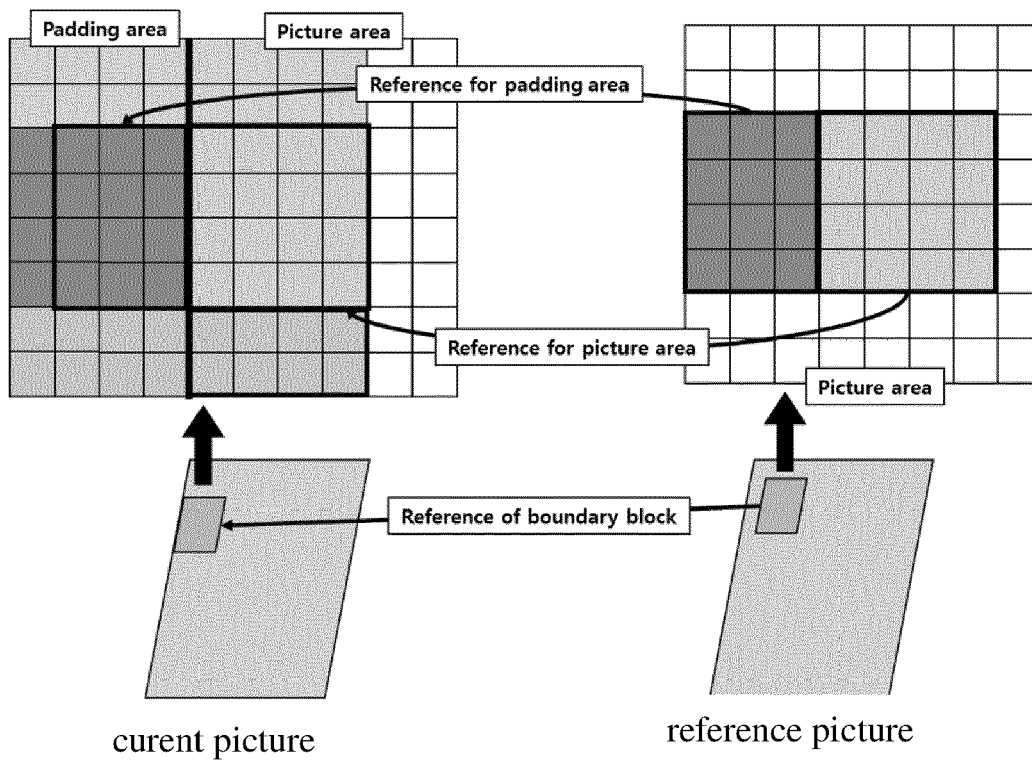 Padding area
Picture area
Reference for padding area
Reference for picture area
Picture area
Reference of boundary block
curent picture
reference picture